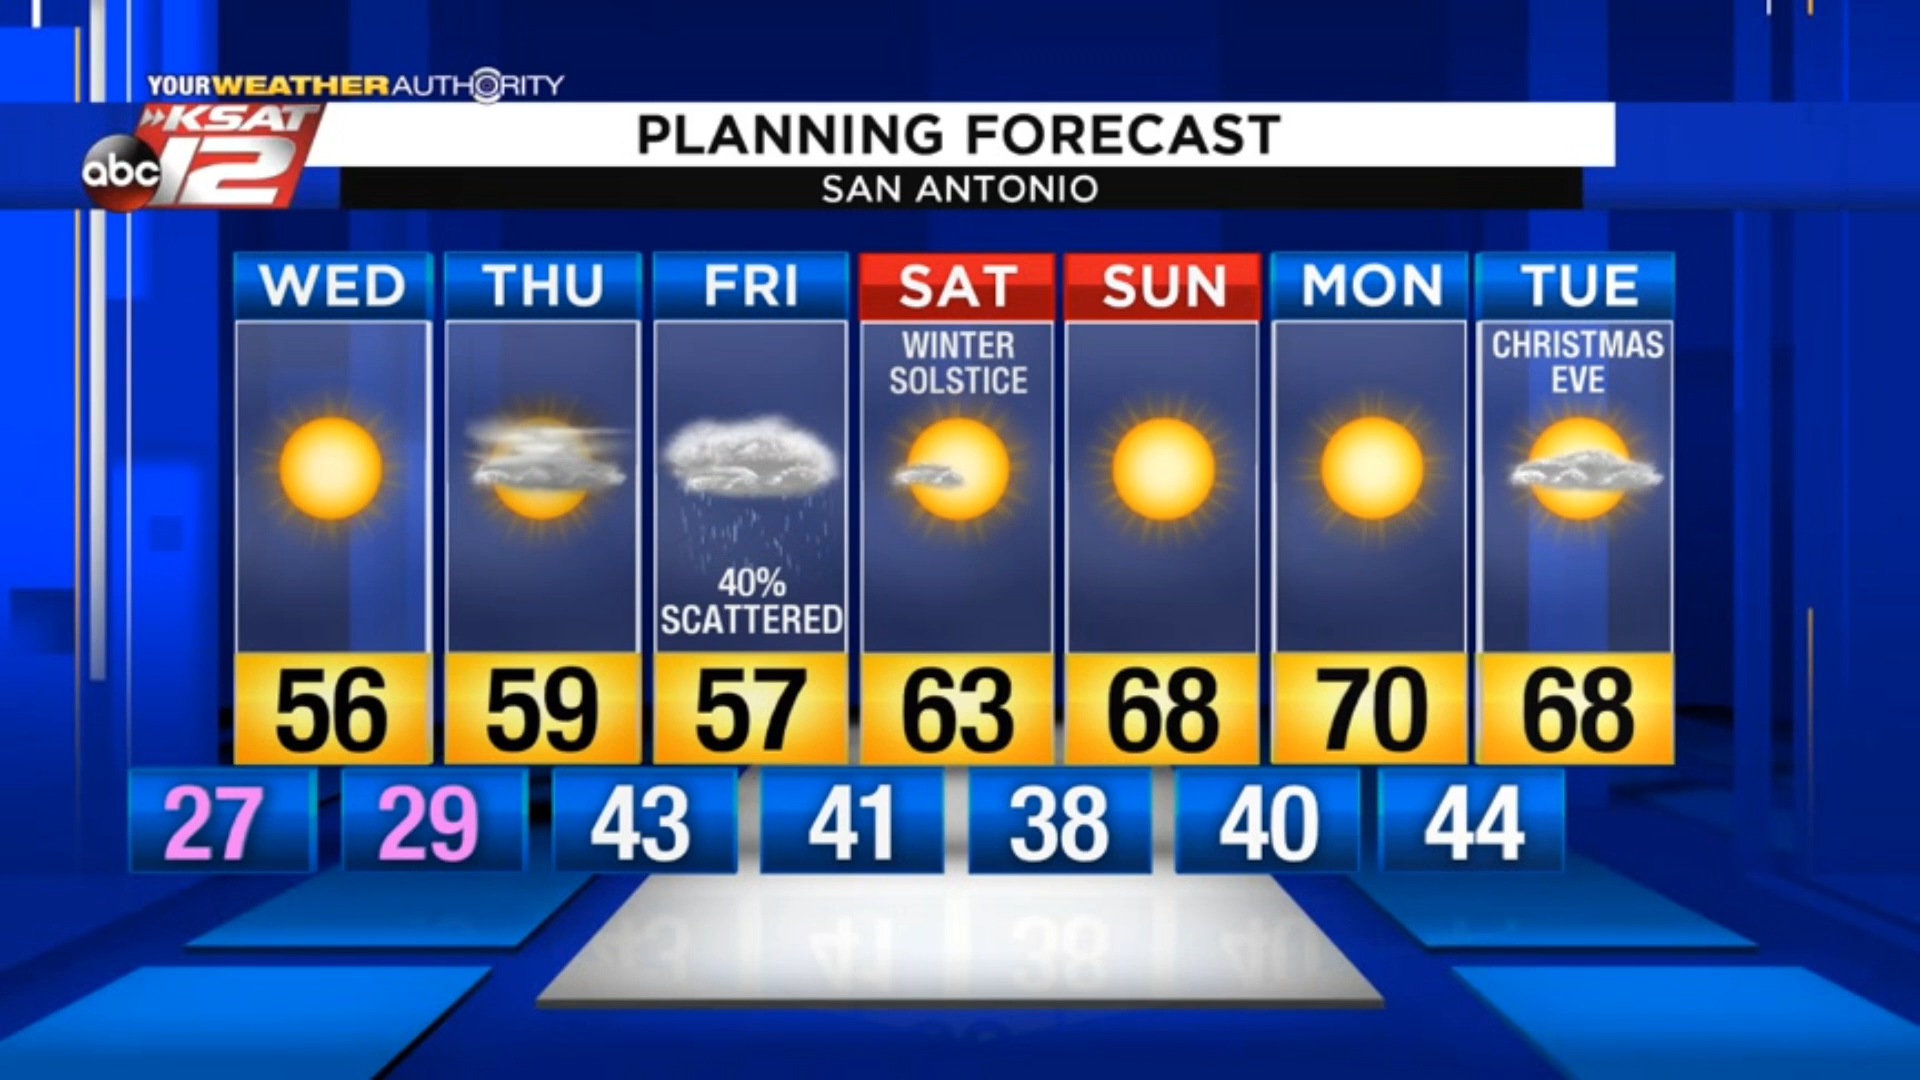 YOURWEATHERAUTHORITY
KSAT
abc 12
PLANNING FORECAST
SAN ANTONIO
WED THU FRI SAT SUN MON TUE
WINTER
SOLSTICE
CHRISTMAS
EVE
40%
SCATTERED
56 59 57 63 68 70 68
27 29 43 41 38 40 44